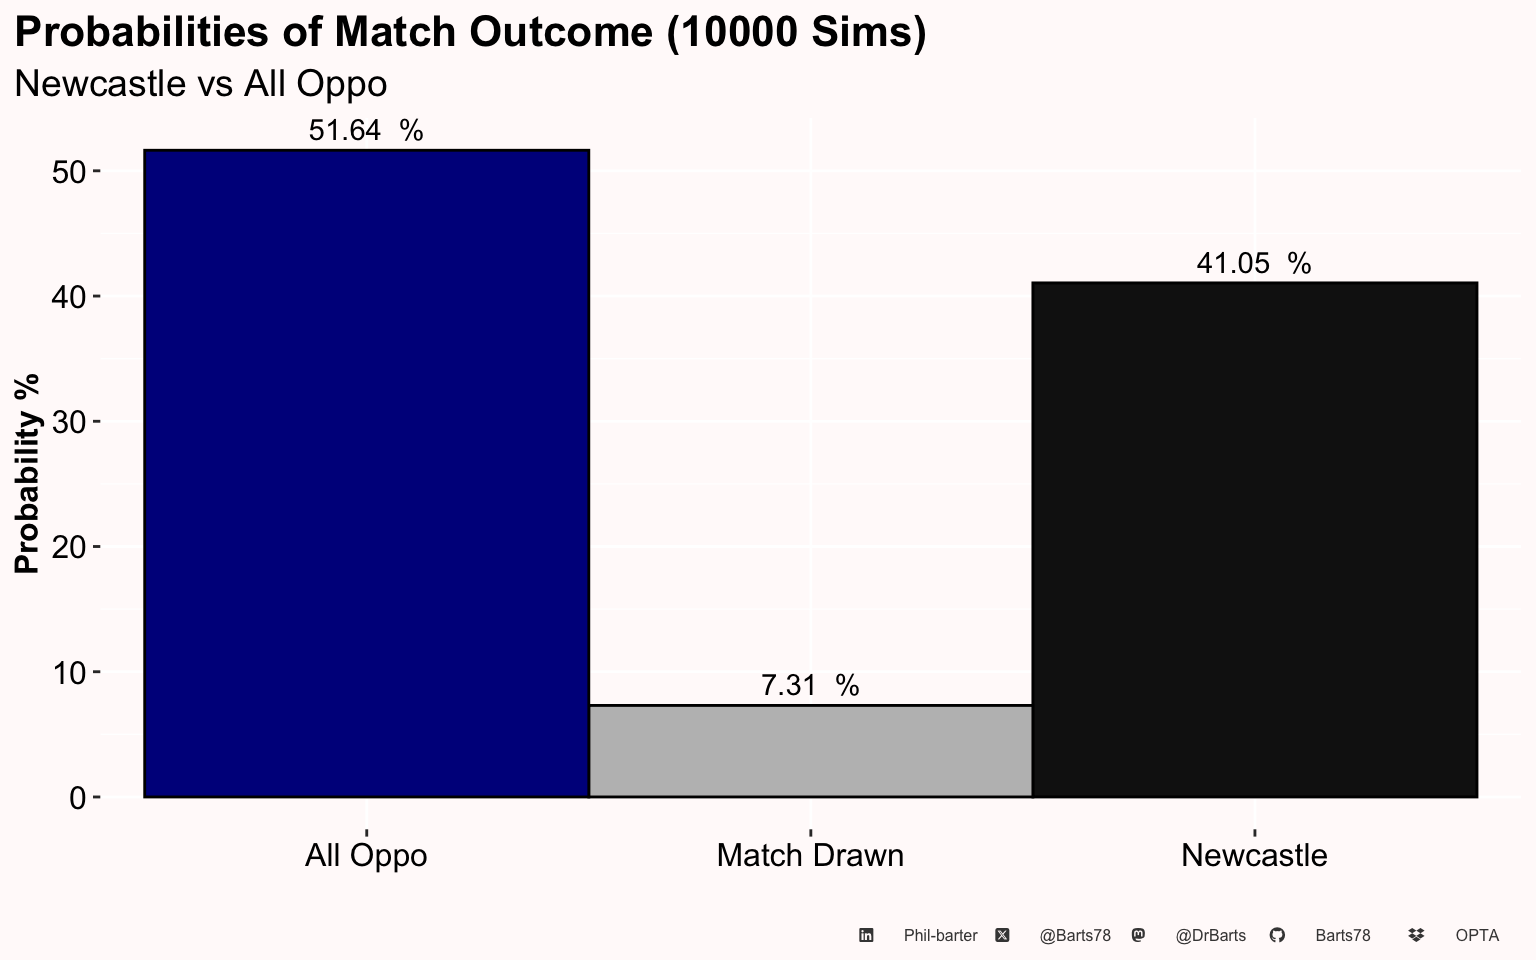 Probabilities of Match Outcome (10000 Sims)
Newcastle vs All Oppo
51.64 %
50
41.05 %
40
Probability %
30
20
10
7.31 %
0
All Oppo Match Drawn Newcastle
Phil-barter @Barts78 @DrBarts Barts78 OPTA